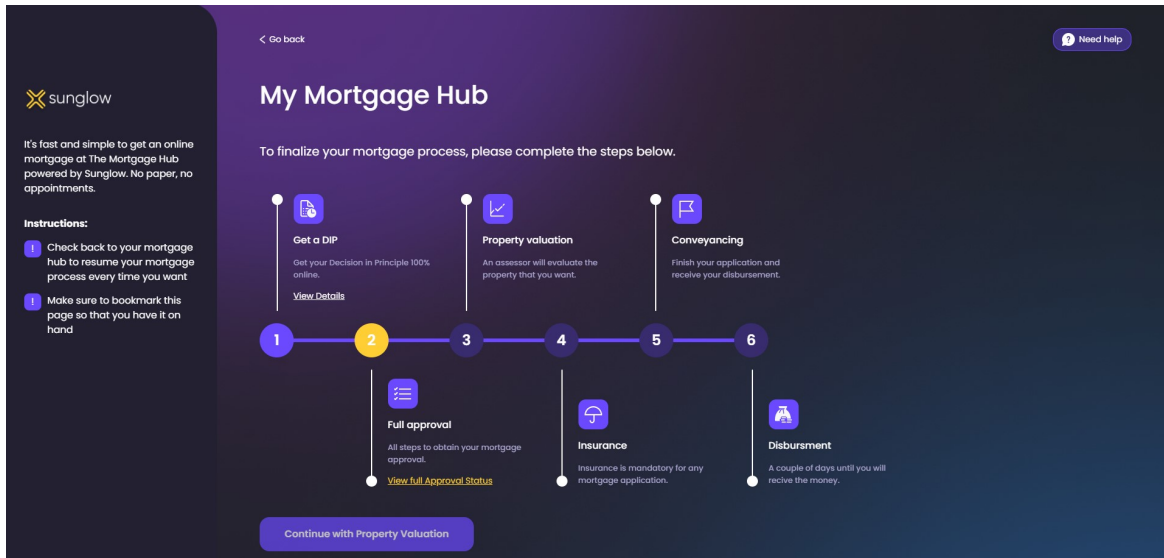 Go back
Need help
sunglow
My Mortgage Hub
It's fast and simple to get an online
mortgage at The Mortgage Hub
powered by Sunglow. No paper, no
appointments.
Instructions:
!
Check back to your mortgage
hub to resume your mortgage
process every time you want
!
Make sure to bookmark this
page so that you have it on
hand
To finalize your mortgage process, please complete the steps below.
Get a DIP
Get your Decision in Principle 100%
online.
View Details
Property valuation
An assessor will evaluate the
property that you want.
Conveyancing
Finish your application and
receive your disbursement.
1
2
3
4
5
6
Full approval
All steps to obtain your mortgage
approval.
View full Approval Status
Insurance
Insurance is mandatory for any
mortgage application.
Disbursment
A couple of days until you will
recive the money.
Continue with Property Valuation